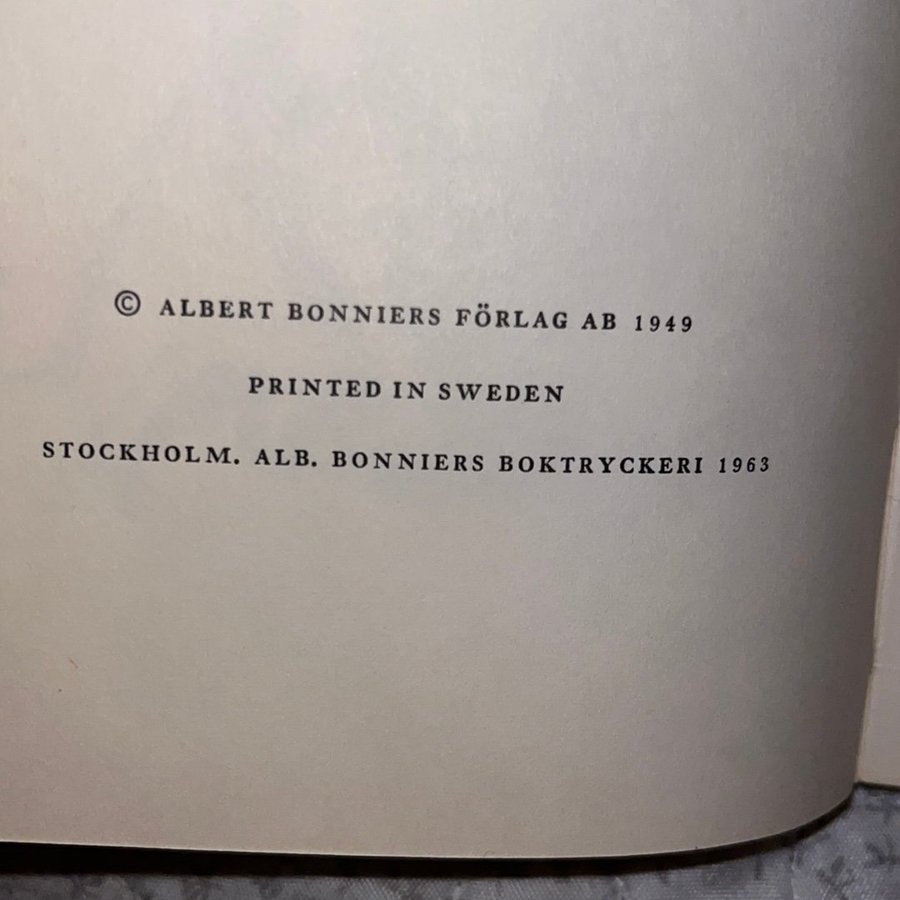 © ALBERT BONNIERS FÖRLAG AB 1949
PRINTED IN SWEDEN
STOCKHOLM. ALB. BONNIERS BOKTRYCKERI 1963